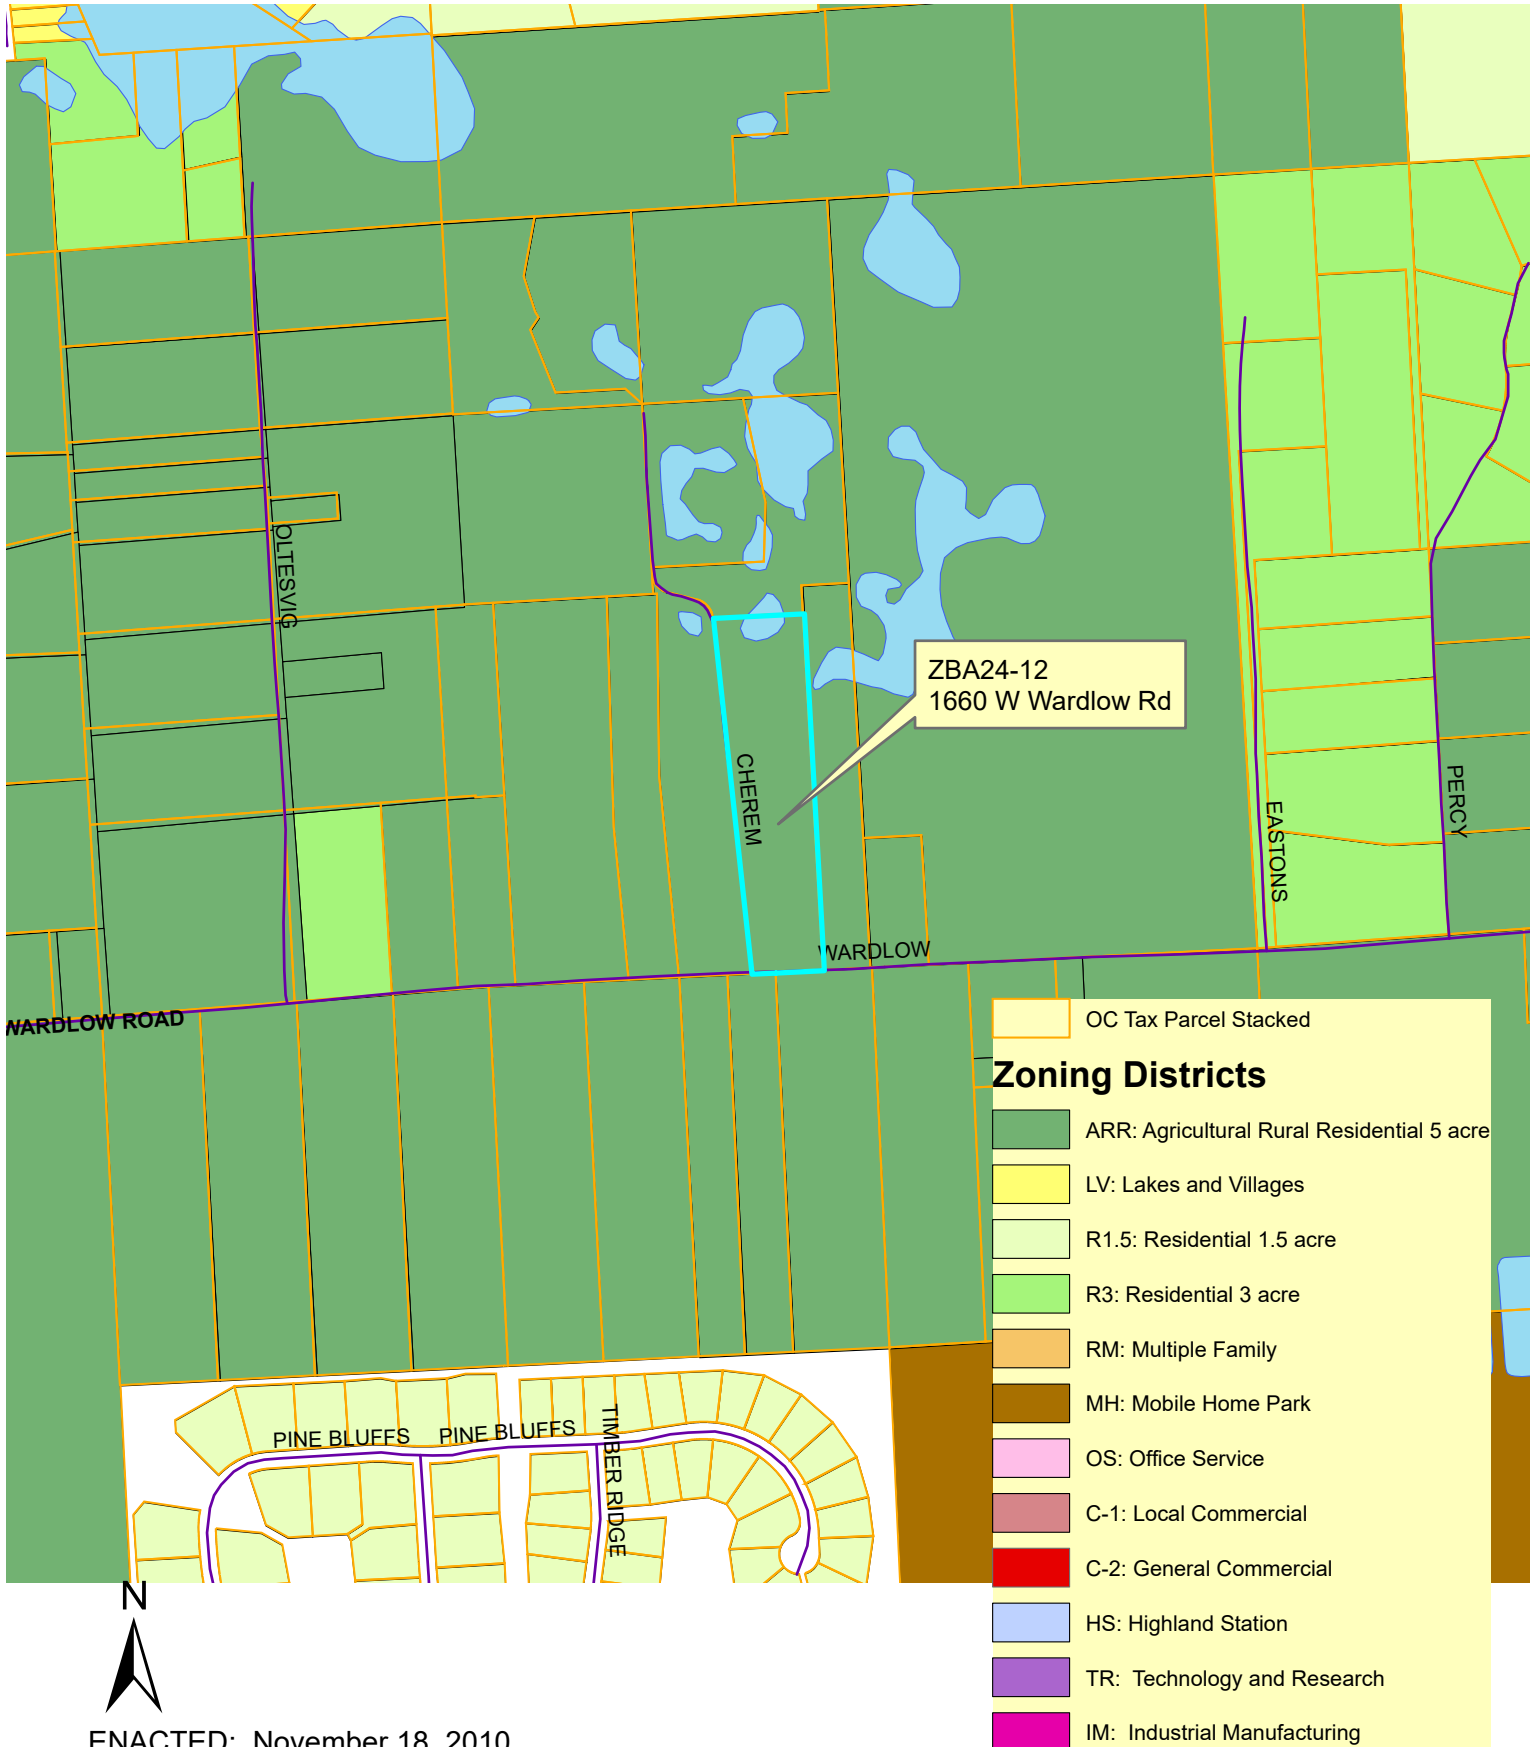 OLTESVIG
ZBA24-12
1660 W Wardlow Rd
CHEREM
PERCY
EASTONS
WARDLOW
WARDLOW ROAD
OC Tax Parcel Stacked
Zoning Districts
ARR: Agricultural Rural Residential 5 acre
LV: Lakes and Villages
R1.5: Residential 1.5 acre
R3: Residential 3 acre
RM: Multiple Family
MH: Mobile Home Park
OS: Office Service
C-1: Local Commercial
C-2: General Commercial
HS: Highland Station
TR: Technology and Research
IM: Industrial Manufacturing
PINE BLUFFS
PINE BLUFFS
TIMBER RIDGE
N
ENACTED: November 18, 2010